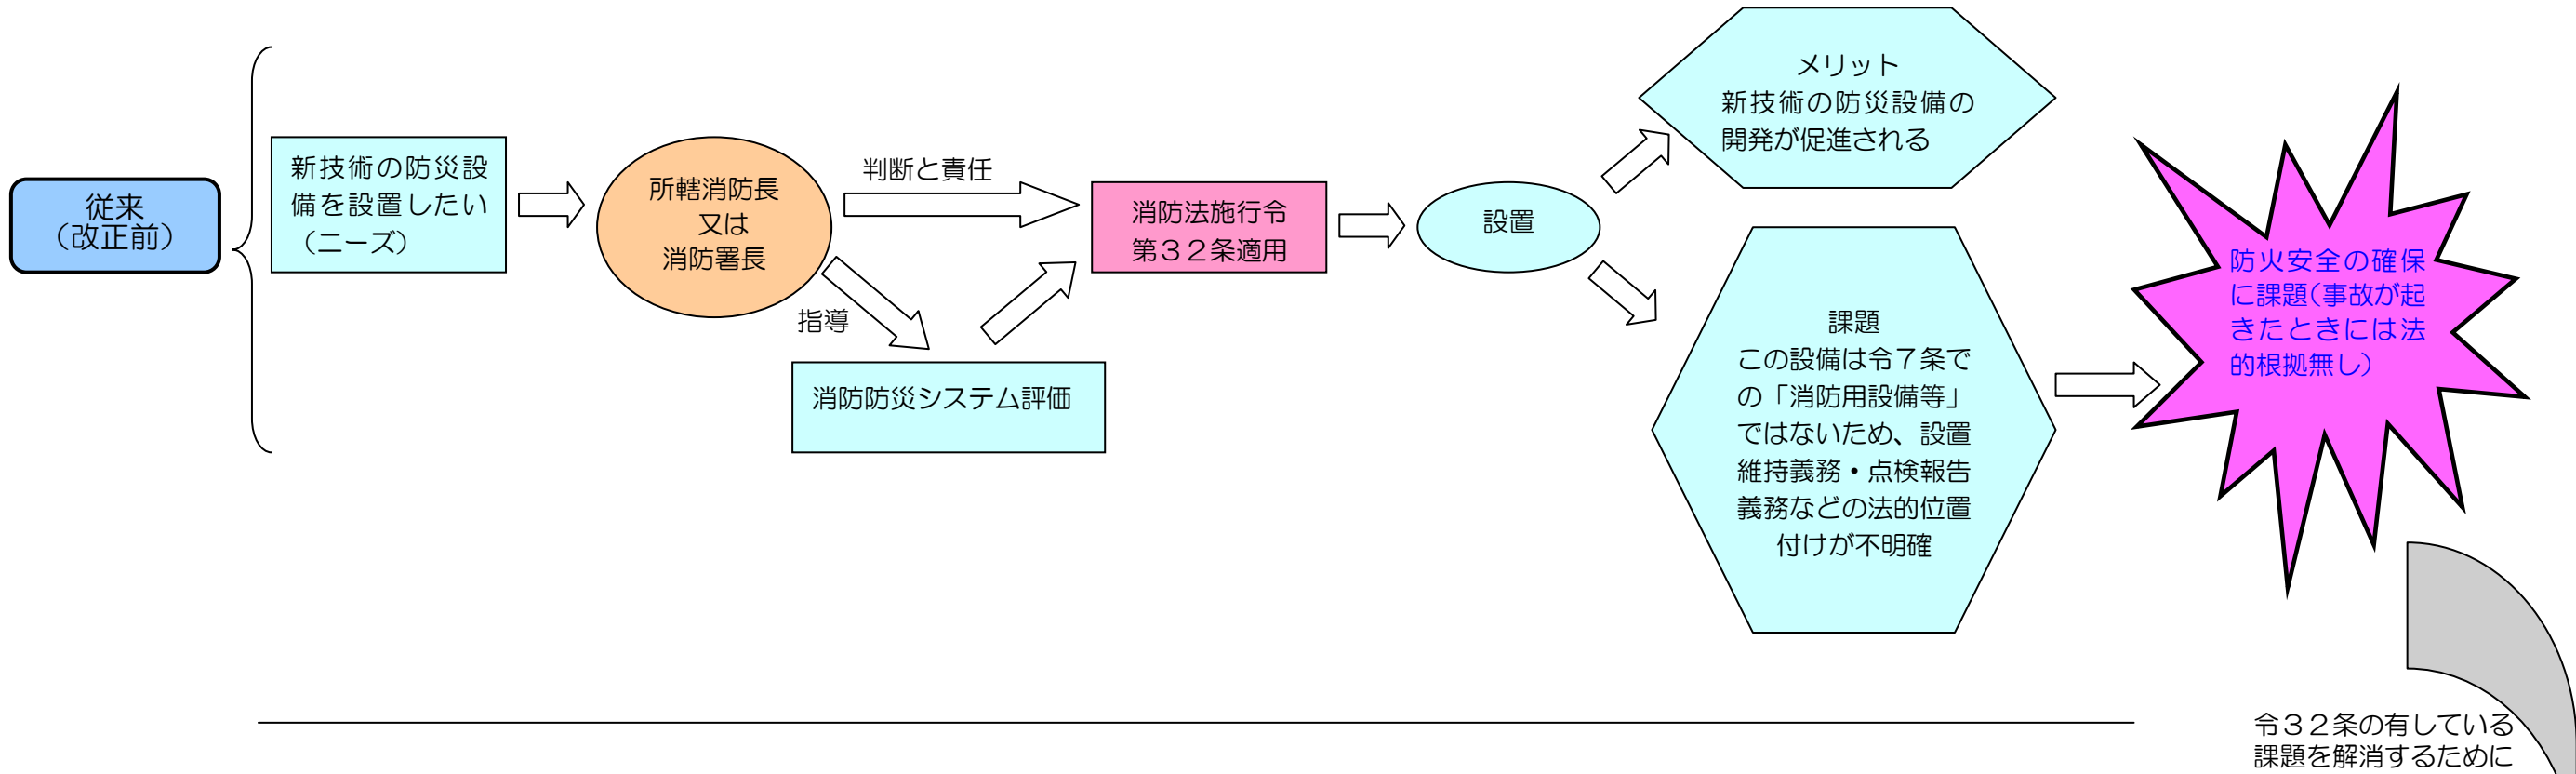 従来
（改正前）
新技術の防災設
備を設置したい
（ニーズ）
所轄消防長
又は
消防署長
判断と責任
指導
消防防災システム評価
消防法施行令
第３２条適用
設置
メリット
新技術の防災設備の
開発が促進される
課題
この設備は令７条で
の「消防用設備等」
ではないため、設置
維持義務・点検報告
義務などの法的位置
付けが不明確
防火安全の確保
に課題（事故が起
きたときには法
的根拠無し）
令３２条の有している
課題を解消するために